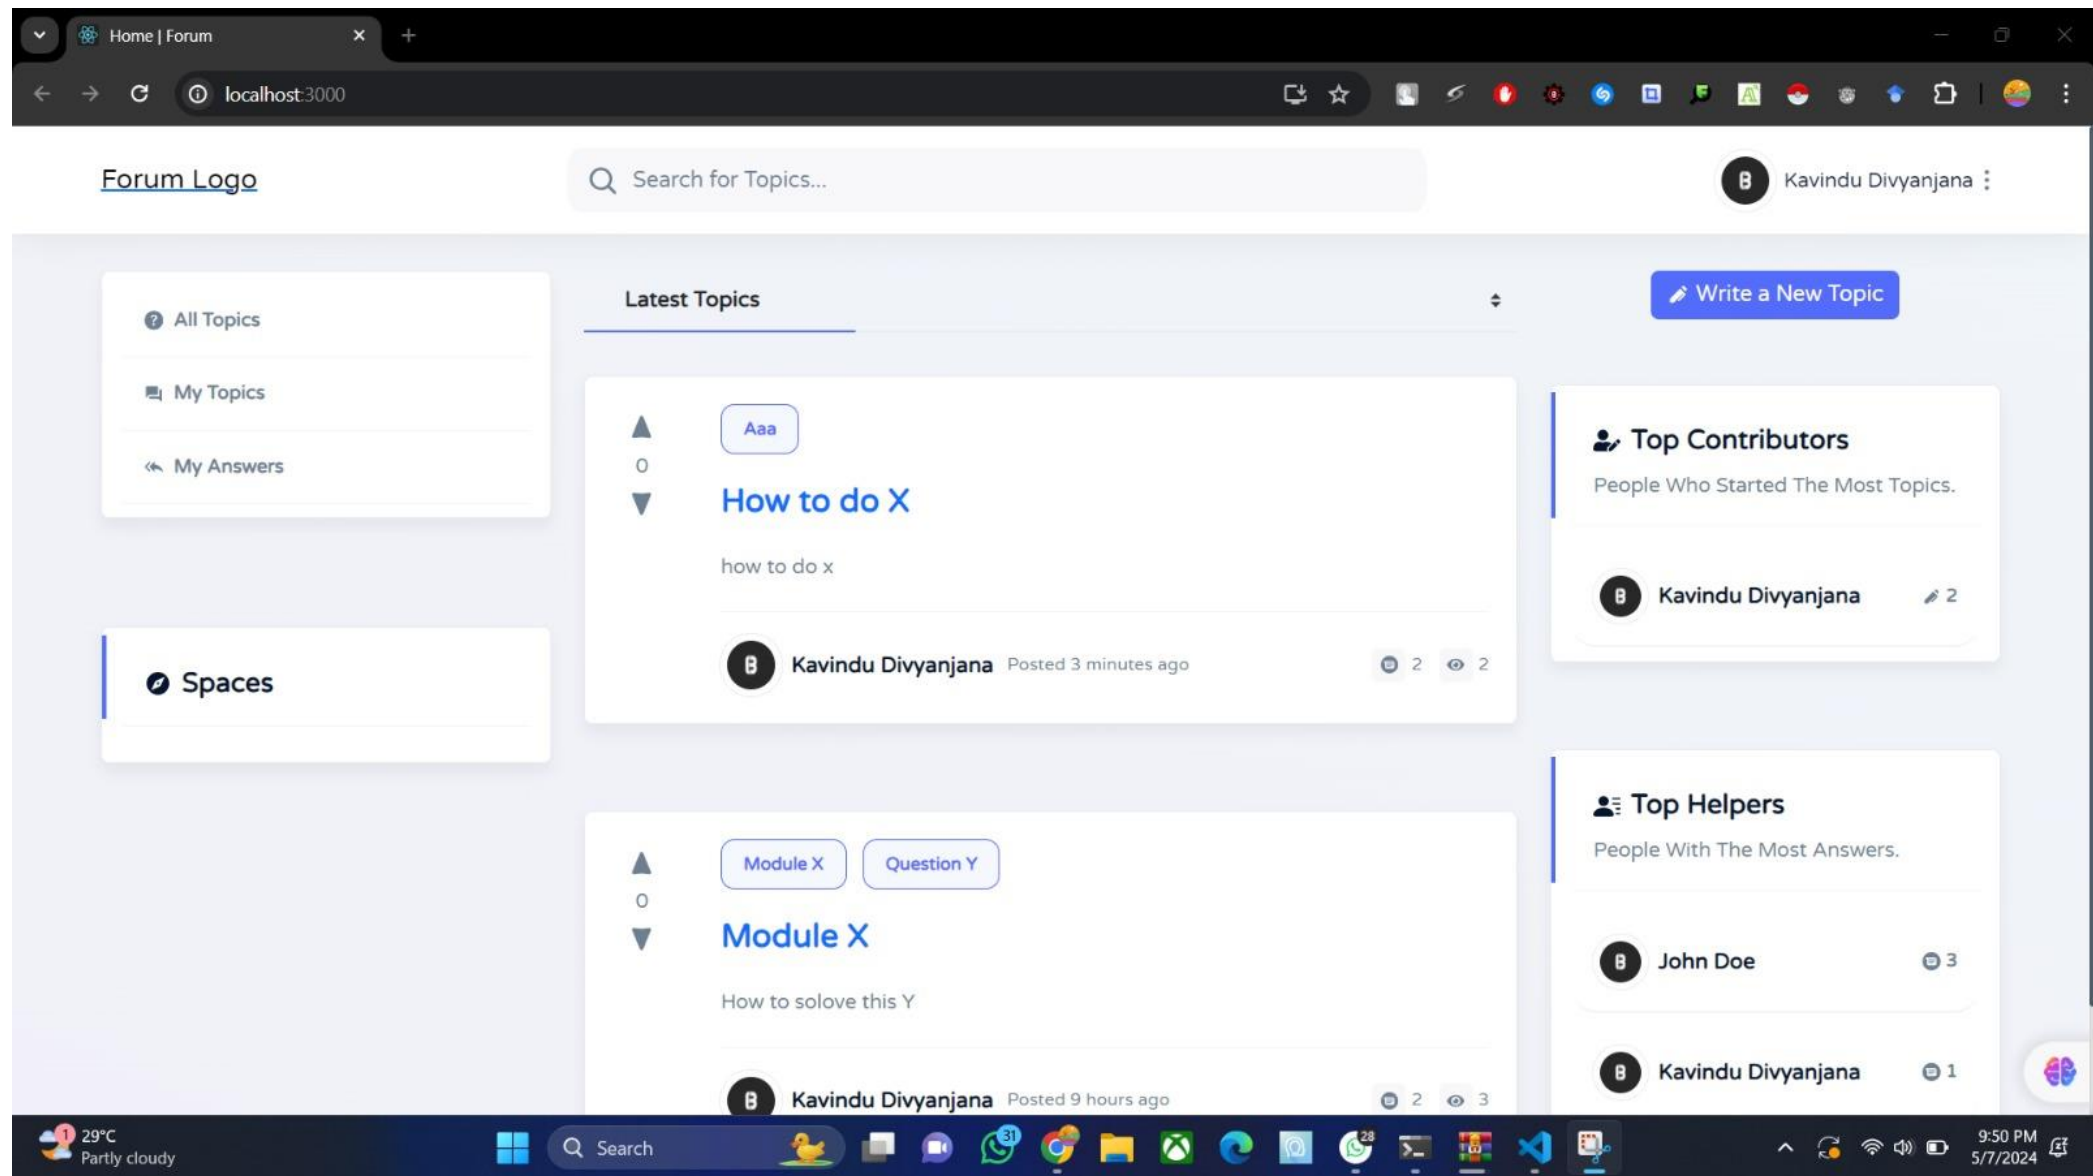 Home | Forum
localhost:3000
Forum Logo
Search for Topics...
Kavindu Divyanjana
All Topics
My Topics
My Answers
Spaces
Latest Topics
Aaa
0
How to do X
how to do x
Kavindu Divyanjana Posted 3 minutes ago 2 2
Module X Question Y
0
Module X
How to solove this Y
Kavindu Divyanjana Posted 9 hours ago 2 3
Write a New Topic
Top Contributors
People Who Started The Most Topics.
Kavindu Divyanjana 2
Top Helpers
People With The Most Answers.
John Doe 3
Kavindu Divyanjana 1
1
29°C
Partly cloudy
Search
31
28
9:50 PM
5/7/2024